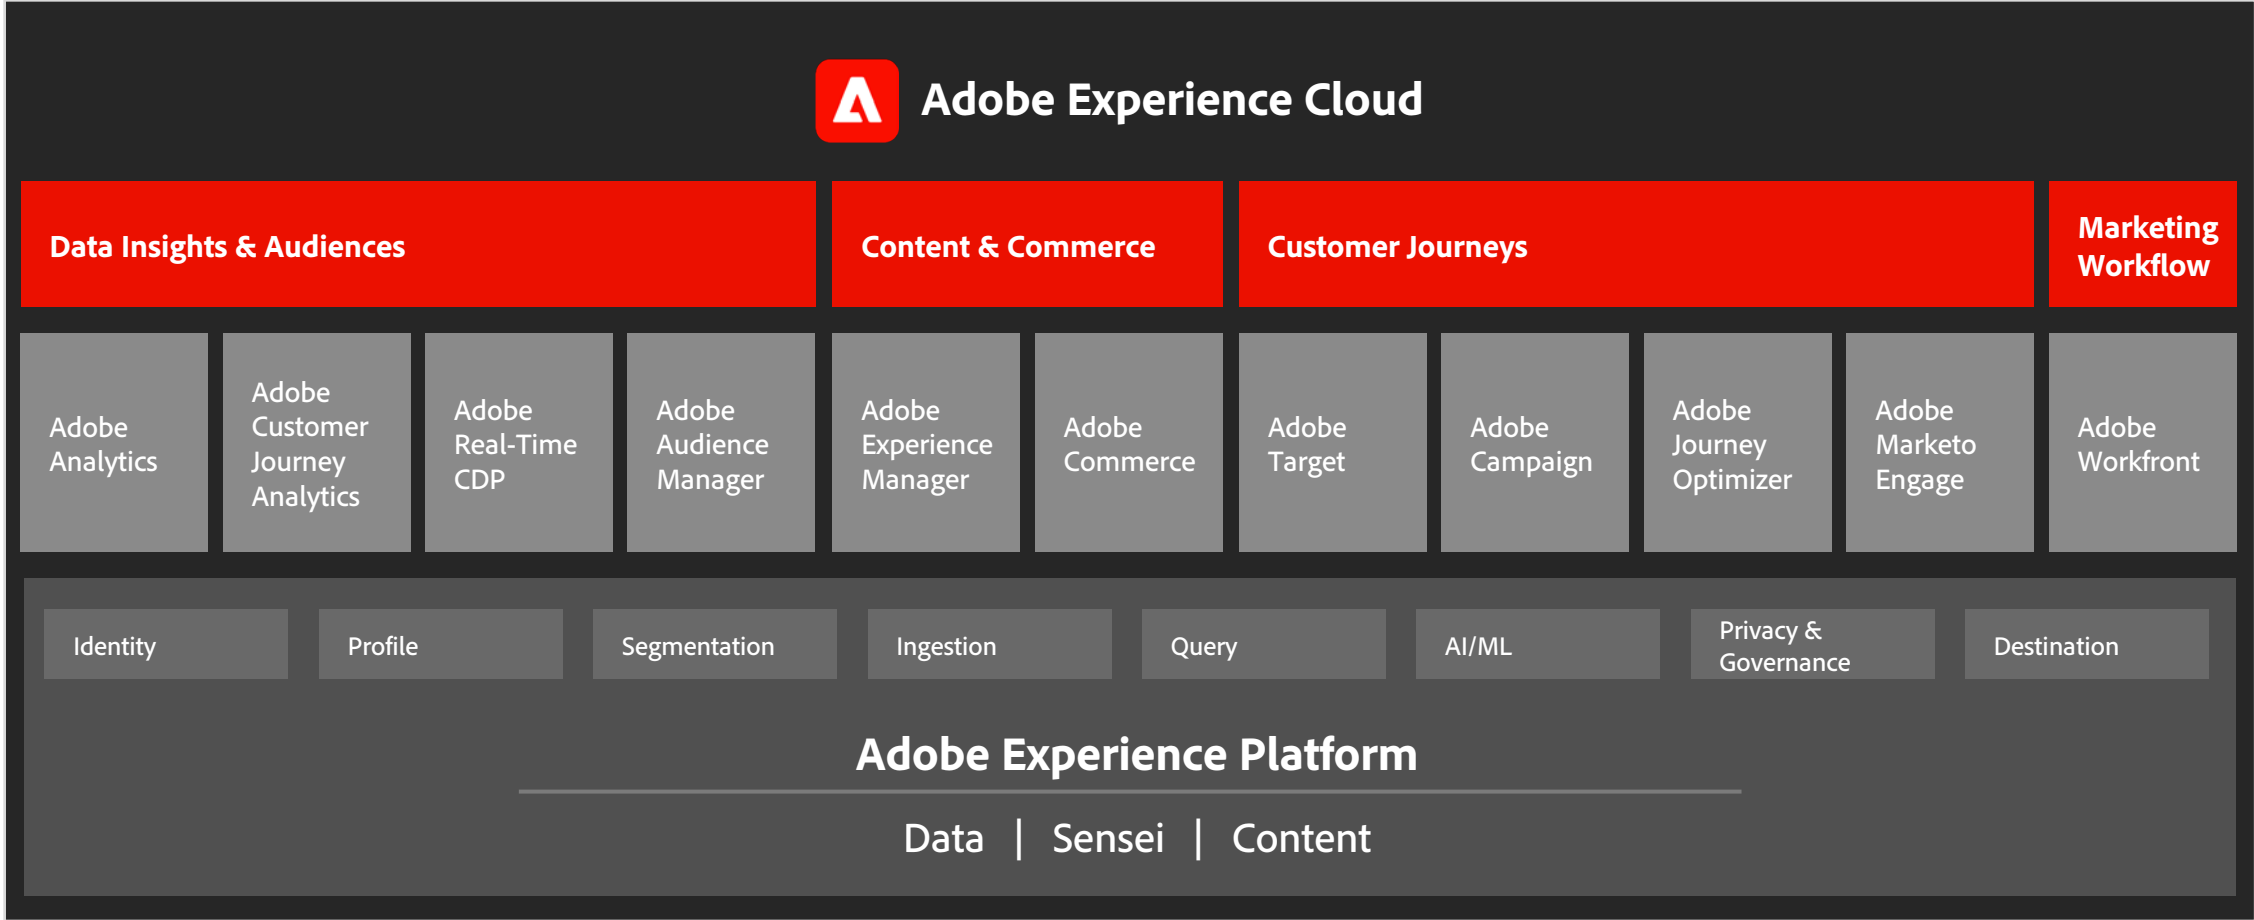 Adobe Experience Cloud
Data Insights & Audiences
Content & Commerce
Customer Journeys
Marketing
Workflow
Adobe
Analytics
Adobe
Customer
Journey
Analytics
Adobe
Real-Time
CDP
Adobe
Audience
Manager
Adobe
Experience
Manager
Adobe
Commerce
Adobe
Target
Adobe
Campaign
Adobe
Journey
Optimizer
Adobe
Marketo
Engage
Adobe
Workfront
Identity
Profile
Segmentation
Ingestion
Query
AI/ML
Privacy &
Governance
Destination
Adobe Experience Platform
Data | Sensei | Content